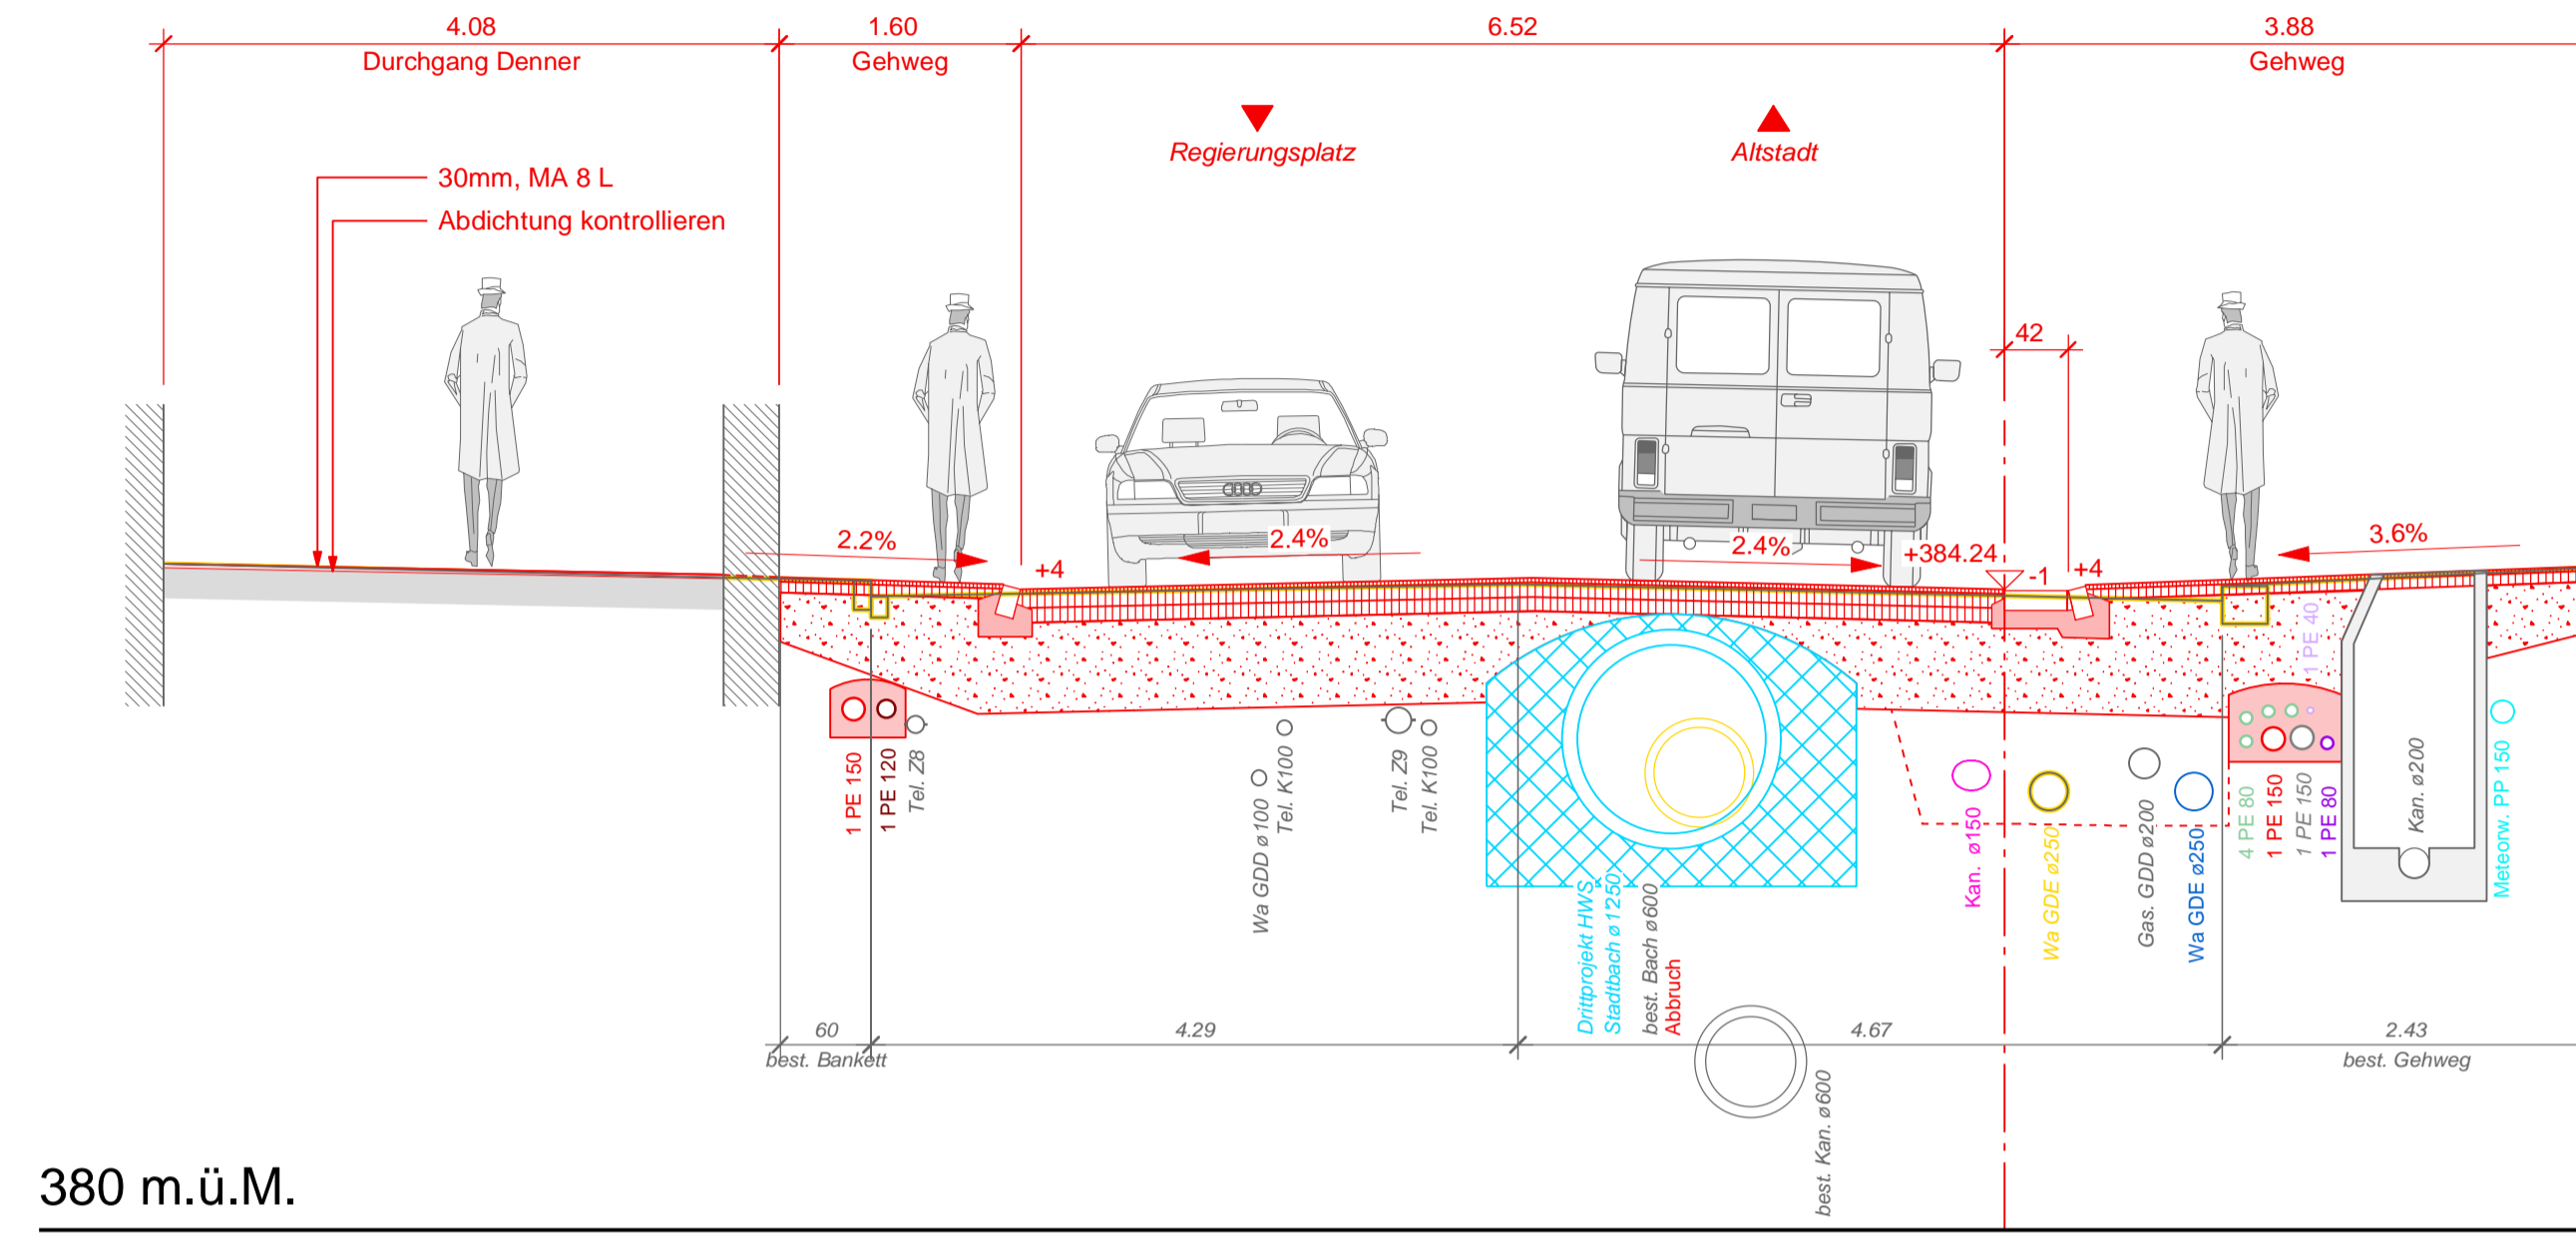 4.08
1.60
6.52
3.88
Durchgang Denner
Gehweg
Gehweg
Regierungsplatz
Altstadt
30mm, MA 8 L
Abdichtung kontrollieren
42
2.2%
2.4%
2.4%
+384.24
3.6%
+4
-1
+4
1 PE 150
1 PE 120
Tel. Z8
Wa GDD ø100
Tel. K100
Tel. Z9
Tel. K100
Drittprojekt HWS
Stadtbach ø1'250
best. Bach ø600
Abbruch
best. Kan. ø600
Kan. ø150
Wa GDE ø250
Gas. GDD ø200
Wa GDE ø250
4 PE 80
1 PE 150
1 PE 150
1 PE 80
1 PE 40
Kan. ø200
Meteorw. PP 150
60
4.29
4.67
2.43
best. Bankett
best. Gehweg
380 m.ü.M.